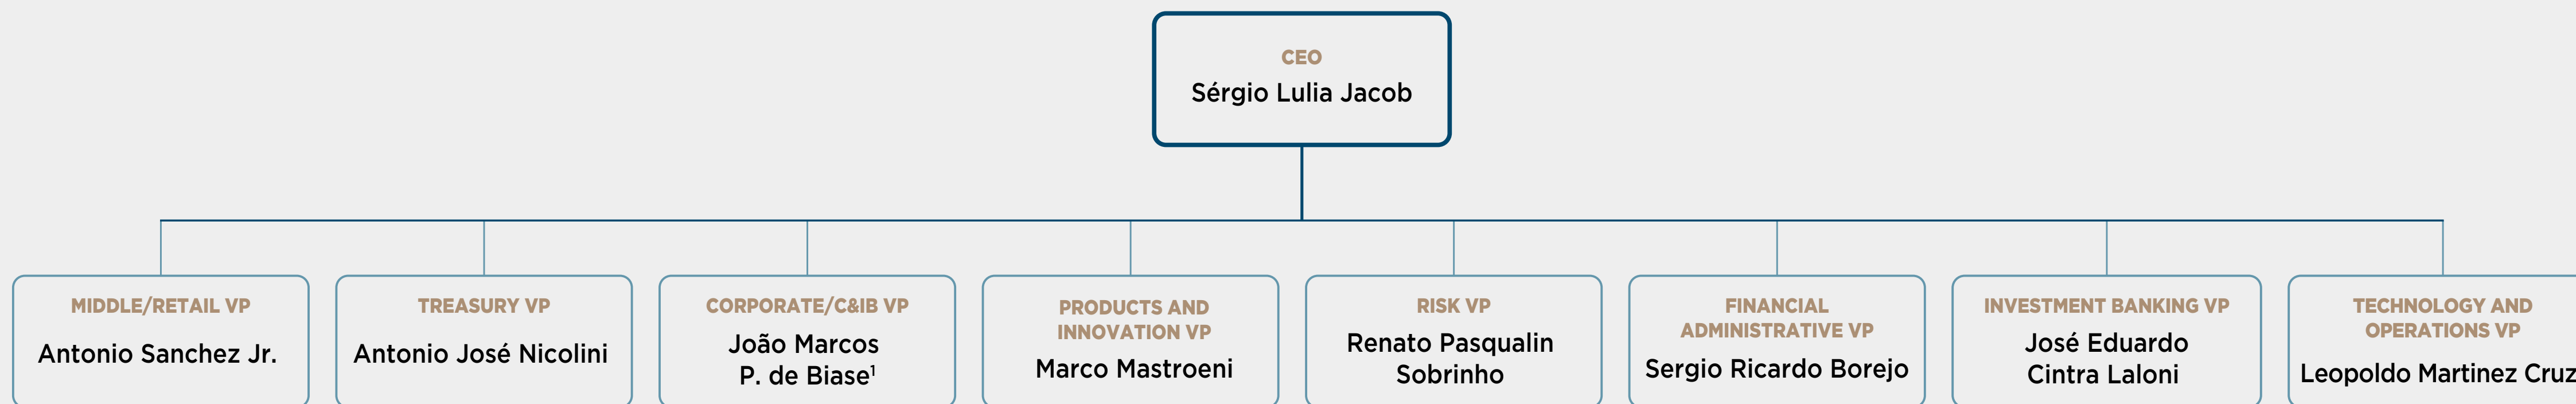 CEO
Sérgio Lulia Jacob
MIDDLE/RETAIL VP
Antonio Sanchez Jr.
TREASURY VP
Antonio José Nicolini
CORPORATE/C&IB VP
João Marcos
P. de Biase¹
PRODUCTS AND
INNOVATION VP
Marco Mastroeni
RISK VP
Renato Pasqualin
Sobrinho
FINANCIAL
ADMINISTRATIVE VP
Sergio Ricardo Borejo
INVESTMENT BANKING VP
José Eduardo
Cintra Laloni
TECHNOLOGY AND
OPERATIONS VP
Leopoldo Martinez Cruz